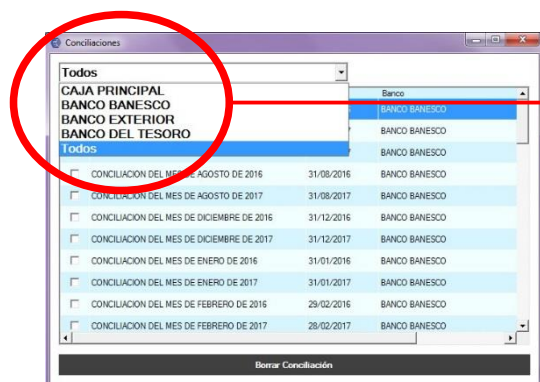 Conciliaciones
Todos
CAJA PRINCIPAL
BANCO BANESCO
BANCO EXTERIOR
BANCO DEL TESORO
Todos
Banco
BANCO BANESCO
BANCO BANESCO
BANCO BANESCO
CONCILIACION DEL MES DE AGOSTO DE 2016 31/08/2016 BANCO BANESCO
CONCILIACION DEL MES DE AGOSTO DE 2017 31/08/2017 BANCO BANESCO
CONCILIACION DEL MES DE DICIEMBRE DE 2016 31/12/2016 BANCO BANESCO
CONCILIACION DEL MES DE DICIEMBRE DE 2017 31/12/2017 BANCO BANESCO
CONCILIACION DEL MES DE ENERO DE 2016 31/01/2016 BANCO BANESCO
CONCILIACION DEL MES DE ENERO DE 2017 31/01/2017 BANCO BANESCO
CONCILIACION DEL MES DE FEBRERO DE 2016 29/02/2016 BANCO BANESCO
CONCILIACION DEL MES DE FEBRERO DE 2017 28/02/2017 BANCO BANESCO
Borrar Conciliación